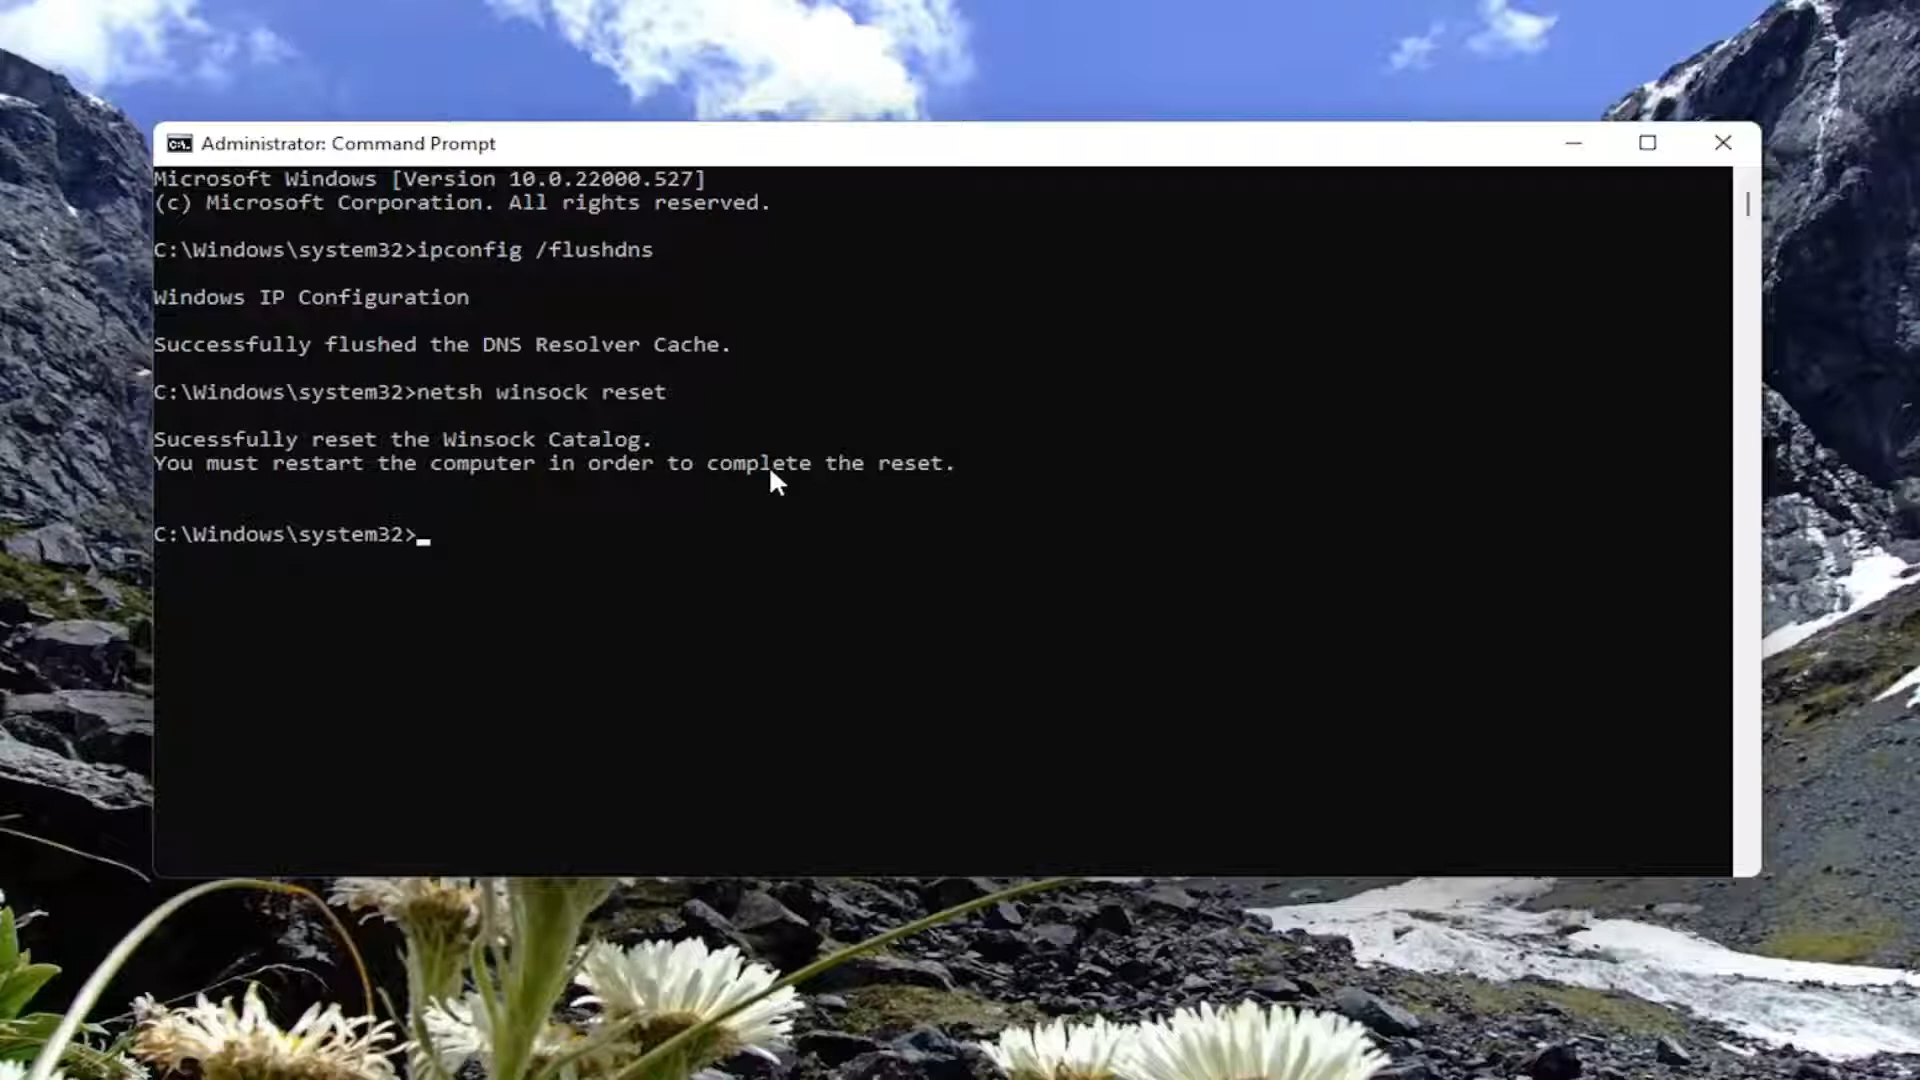 Administrator: Command Prompt
Microsoft Windows [Version 10.0.22000.527]
(c) Microsoft Corporation. All rights reserved.
C:\Windows\system32>ipconfig /flushdns
Windows IP Configuration
Successfully flushed the DNS Resolver Cache.
C:\Windows\system32>netsh winsock reset
Sucessfully reset the Winsock Catalog.
You must restart the computer in order to complete the reset.
C:\Windows\system32>